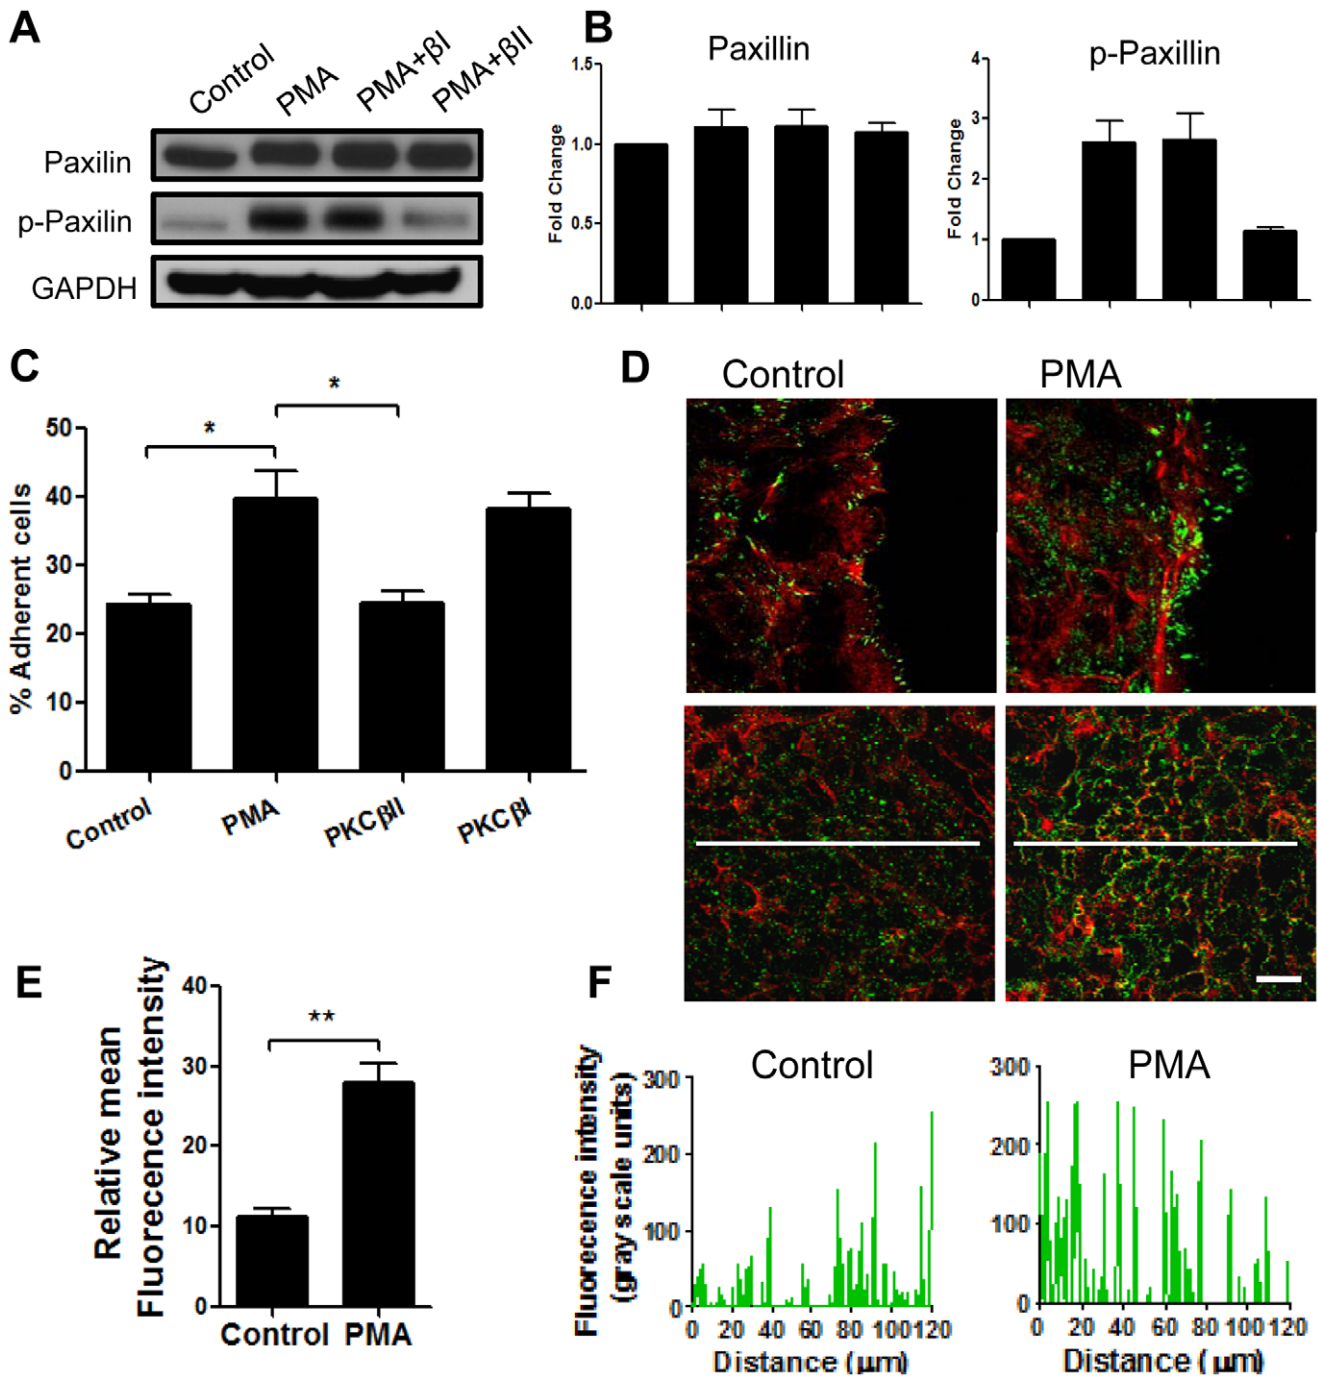 A
Control
PMA
PMA+βI
PMA+βII
Paxilin
p-Paxilin
GAPDH
B
Paxillin
Fold Change
1.5
1.0
0.5
0.0
p-Paxillin
Fold Change
4
3
2
1
0
C
% Adherent cells
50
40
30
20
10
0
*
*
Control
PMA
PKCβII
PKCβI
D
Control
PMA
E
Relative mean
Fluorecence intensity
40
30
20
10
0
**
Control PMA
F
Fluorecence intensity
(gray scale units)
Control
300
200
100
0
0 20 40 60 80 100 120
Distance (μm)
PMA
300
200
100
0
0 20 40 60 80 100 120
Distance (μm)